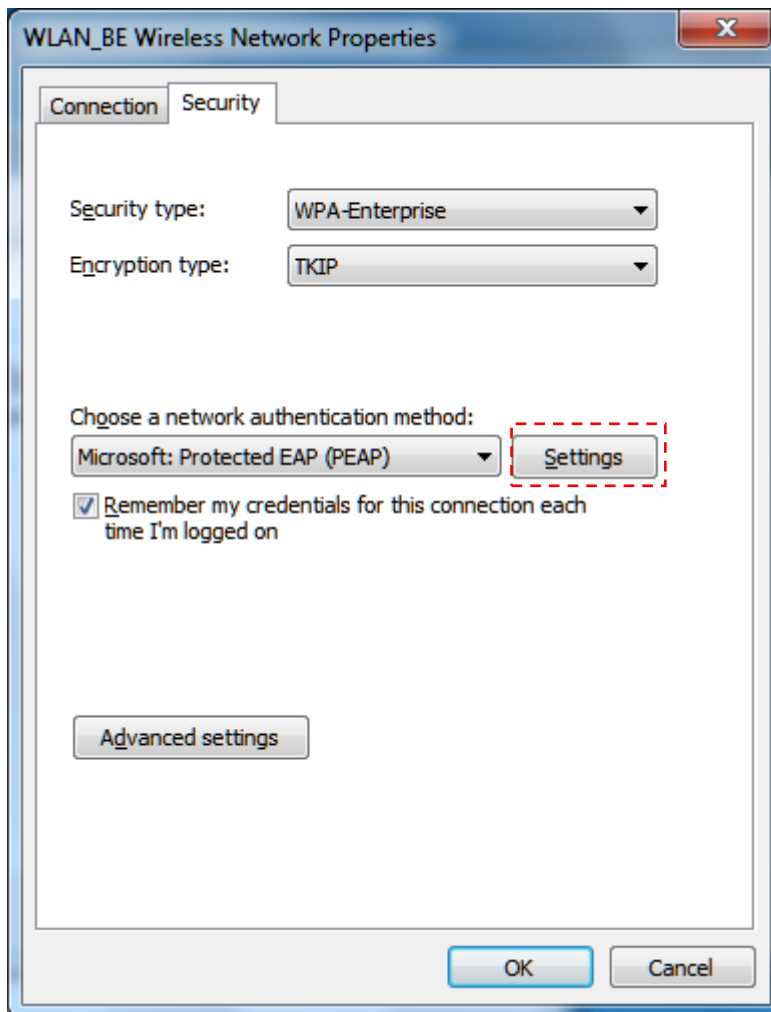 WLAN_BE Wireless Network Properties
Connection
Security
Security type:
WPA-Enterprise
Encryption type:
TKIP
Choose a network authentication method:
Microsoft: Protected EAP (PEAP)
Settings
Remember my credentials for this connection each
time I'm logged on
Advanced settings
OK
Cancel